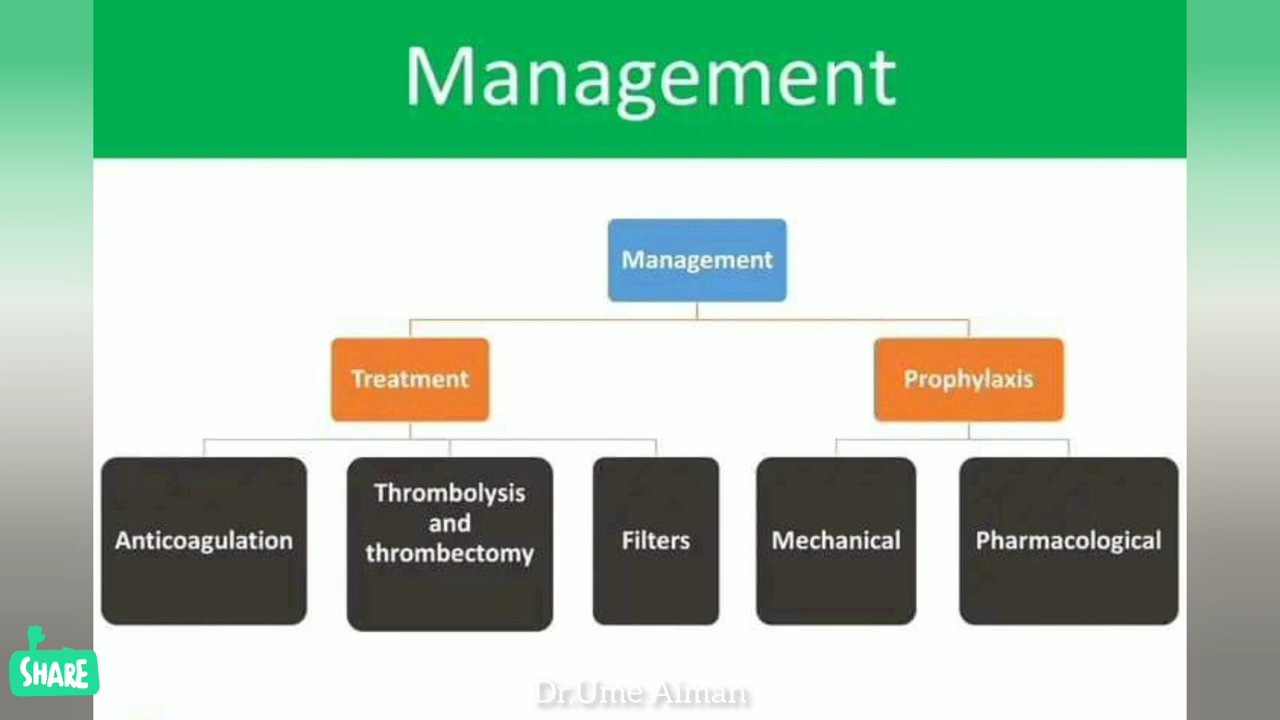 Management
Management
Treatment
Prophylaxis
Anticoagulation
Thrombolysis
and
thrombectomy
Filters
Mechanical
Pharmacological
SHARE
Dr.Ume Aiman